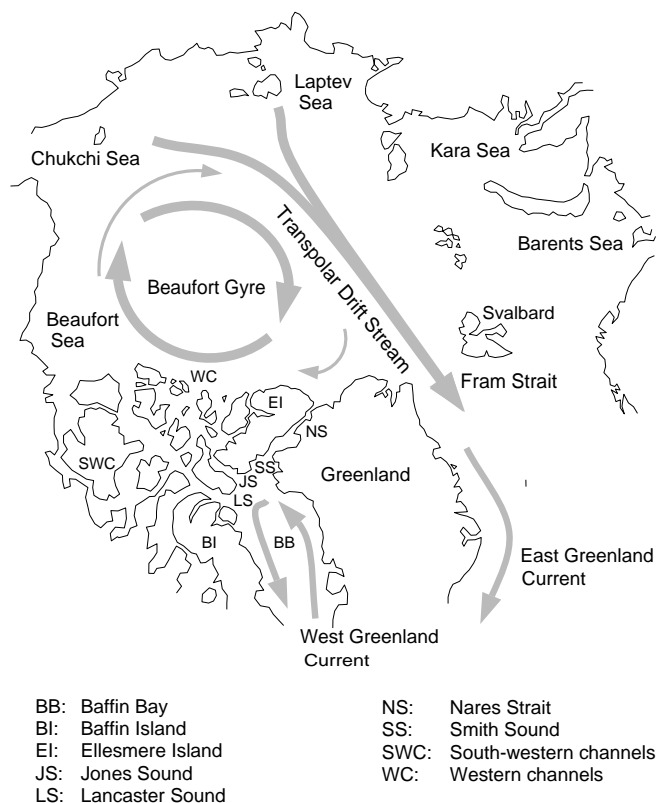 Laptev
Sea
Chukchi Sea
Kara Sea
Transpolar Drift Stream
Barents Sea
Beaufort Gyre
Svalbard
Beaufort
Sea
WC
Fram Strait
EI
NS
SWC
SS
Greenland
JS
LS
BI
BB
East Greenland
Current
West Greenland
Current
BB: Baffin Bay
BI: Baffin Island
EI: Ellesmere Island
JS: Jones Sound
LS: Lancaster Sound
NS: Nares Strait
SS: Smith Sound
SWC: South-western channels
WC: Western channels